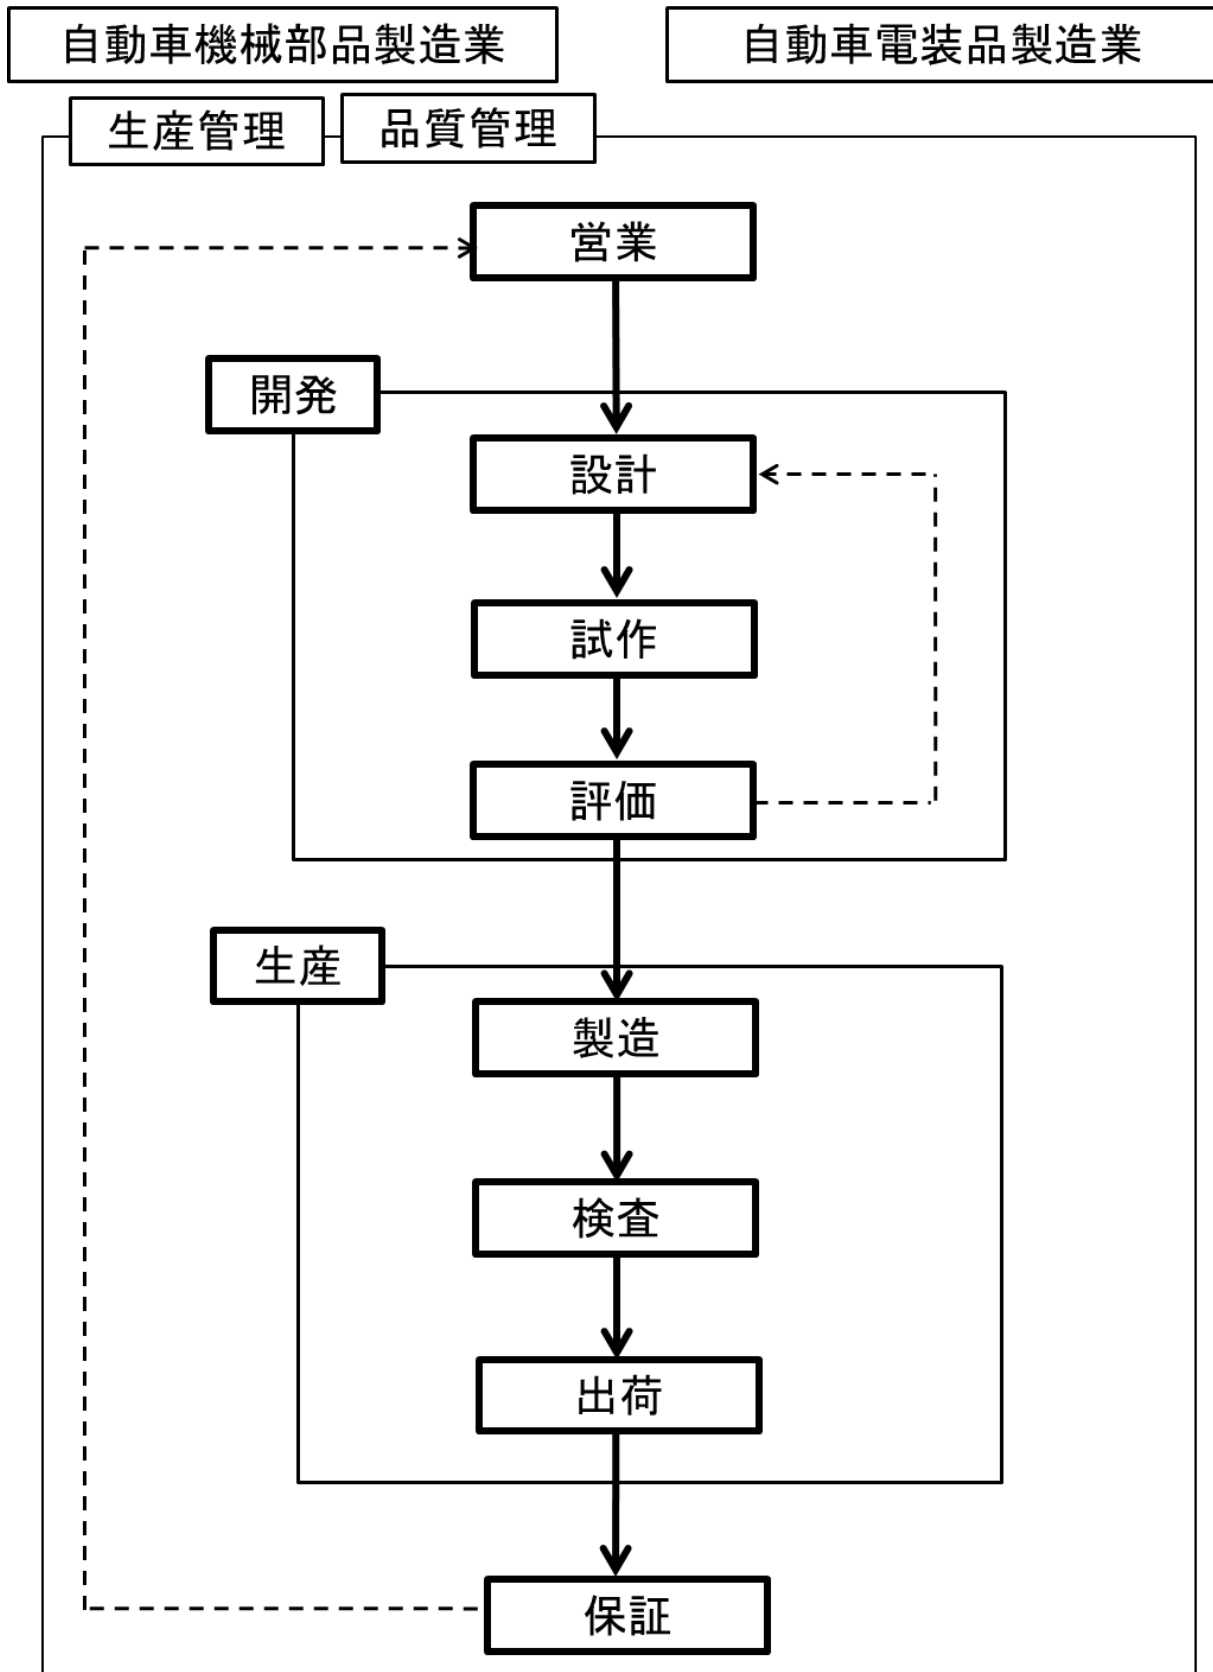 自動車機械部品製造業
自動車電装品製造業
生産管理
品質管理
営業
開発
設計
試作
評価
生産
製造
検査
出荷
保証